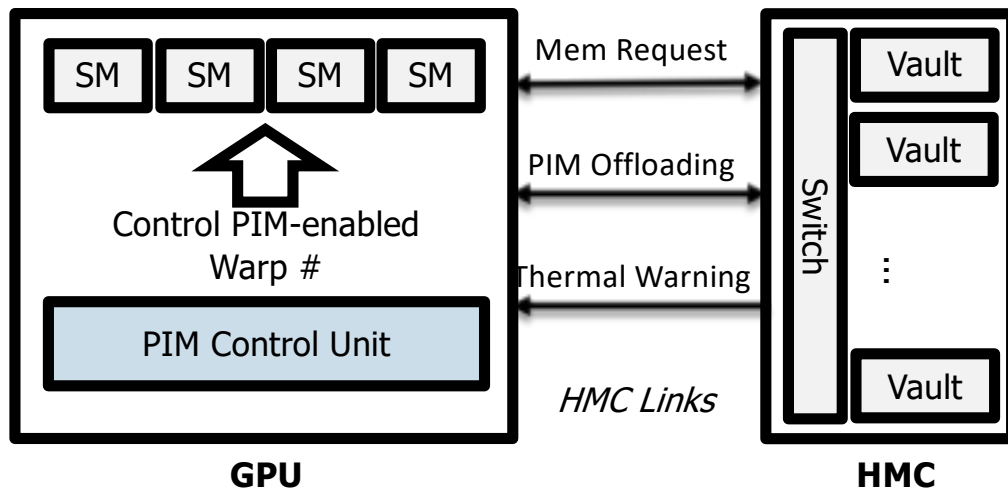 SM SM SM SM
Control PIM-enabled
Warp #
PIM Control Unit
GPU
Mem Request
PIM Offloading
Thermal Warning
HMC Links
Switch
Vault
Vault
...
Vault
HMC